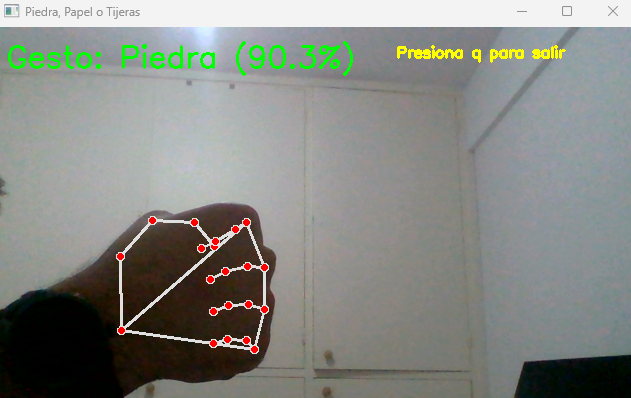 Piedra, Papel o Tijeras
Gesto: Piedra (90.3%)
Presiona q para salir